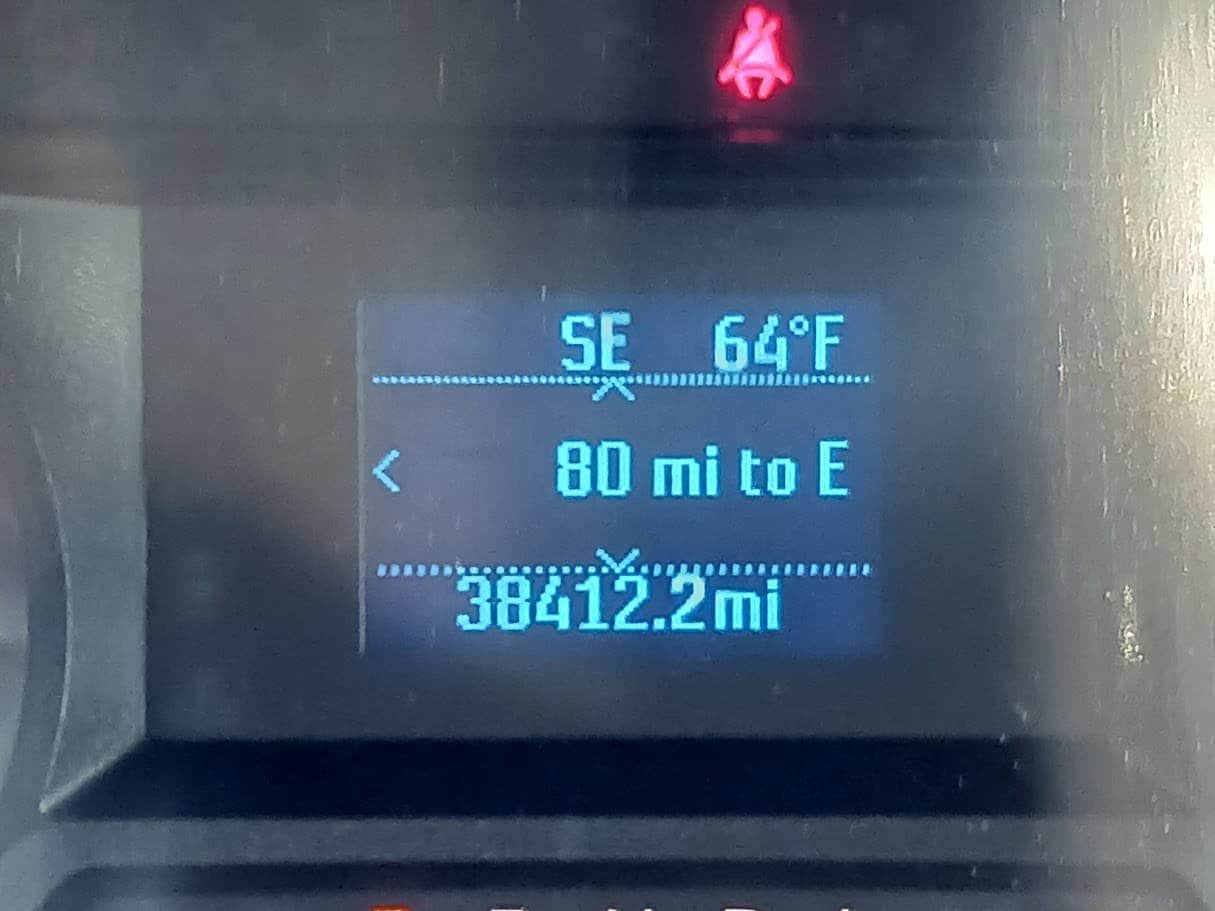 SE 64°F
< 80 mi to E
38412.2mi